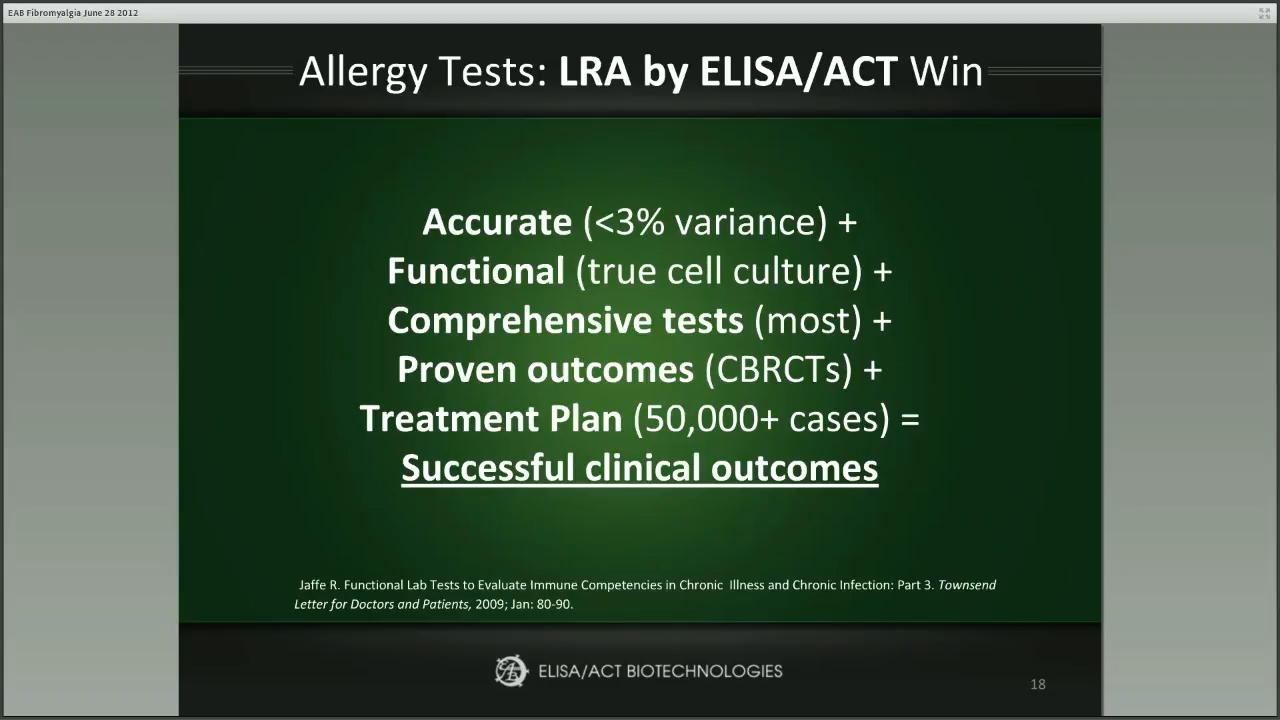 EAB Fibromyalgia June 28 2012
Allergy Tests: LRA by ELISA/ACT Win
Accurate (<3% variance) +
Functional (true cell culture) +
Comprehensive tests (most) +
Proven outcomes (CBRCTs) +
Treatment Plan (50,000+ cases) =
Successful clinical outcomes
Jaffe R. Functional Lab Tests to Evaluate Immune Competencies in Chronic Illness and Chronic Infection: Part 3. Townsend
Letter for Doctors and Patients, 2009; Jan: 80-90.
ELISA/ACT BIOTECHNOLOGIES
18